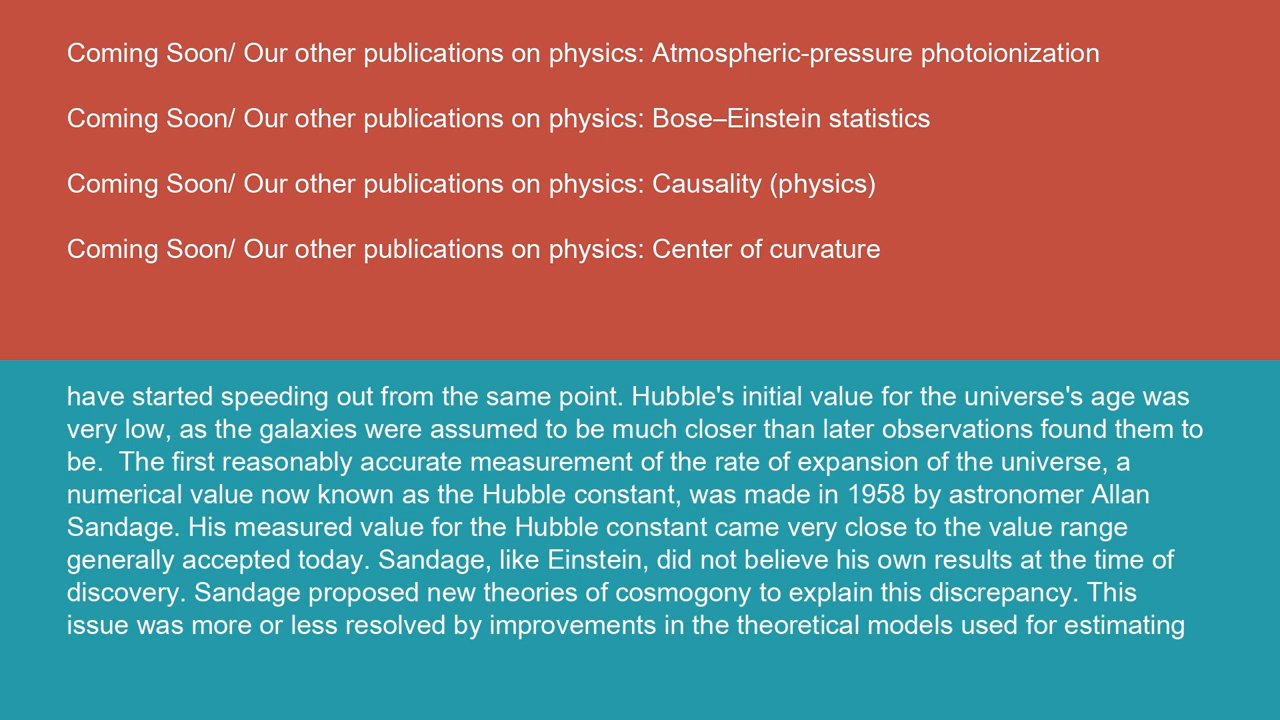 Coming Soon/ Our other publications on physics: Atmospheric-pressure photoionization
Coming Soon/ Our other publications on physics: Bose–Einstein statistics
Coming Soon/ Our other publications on physics: Causality (physics)
Coming Soon/ Our other publications on physics: Center of curvature
have started speeding out from the same point. Hubble's initial value for the universe's age was
very low, as the galaxies were assumed to be much closer than later observations found them to
be.  The first reasonably accurate measurement of the rate of expansion of the universe, a
numerical value now known as the Hubble constant, was made in 1958 by astronomer Allan
Sandage. His measured value for the Hubble constant came very close to the value range
generally accepted today. Sandage, like Einstein, did not believe his own results at the time of
discovery. Sandage proposed new theories of cosmogony to explain this discrepancy. This
issue was more or less resolved by improvements in the theoretical models used for estimating